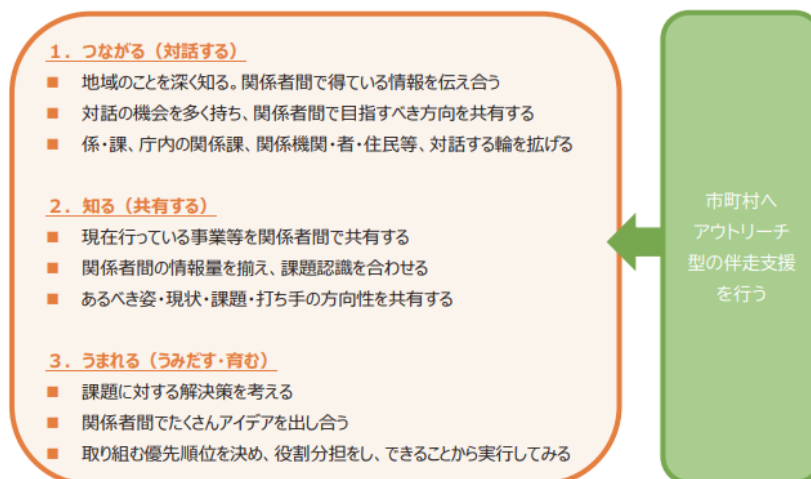 1．つながる（対話する）
■ 地域のことを深く知る。関係者間で得ている情報を伝え合う
■ 対話の機会を多く持ち、関係者間で目指すべき方向を共有する
■ 係・課、庁内の関係課、関係機関・者・住民等、対話する輪を拡げる
2．知る（共有する）
■ 現在行っている事業等を関係者間で共有する
■ 関係者間の情報量を揃え、課題認識を合わせる
■ あるべき姿・現状・課題・打ち手の方向性を共有する
3．うまれる（うみだす・育む）
■ 課題に対する解決策を考える
■ 関係者間でたくさんアイデアを出し合う
■ 取り組む優先順位を決め、役割分担をし、できることから実行してみる
市町村へ
アウトリーチ
型の伴走支援
を行う